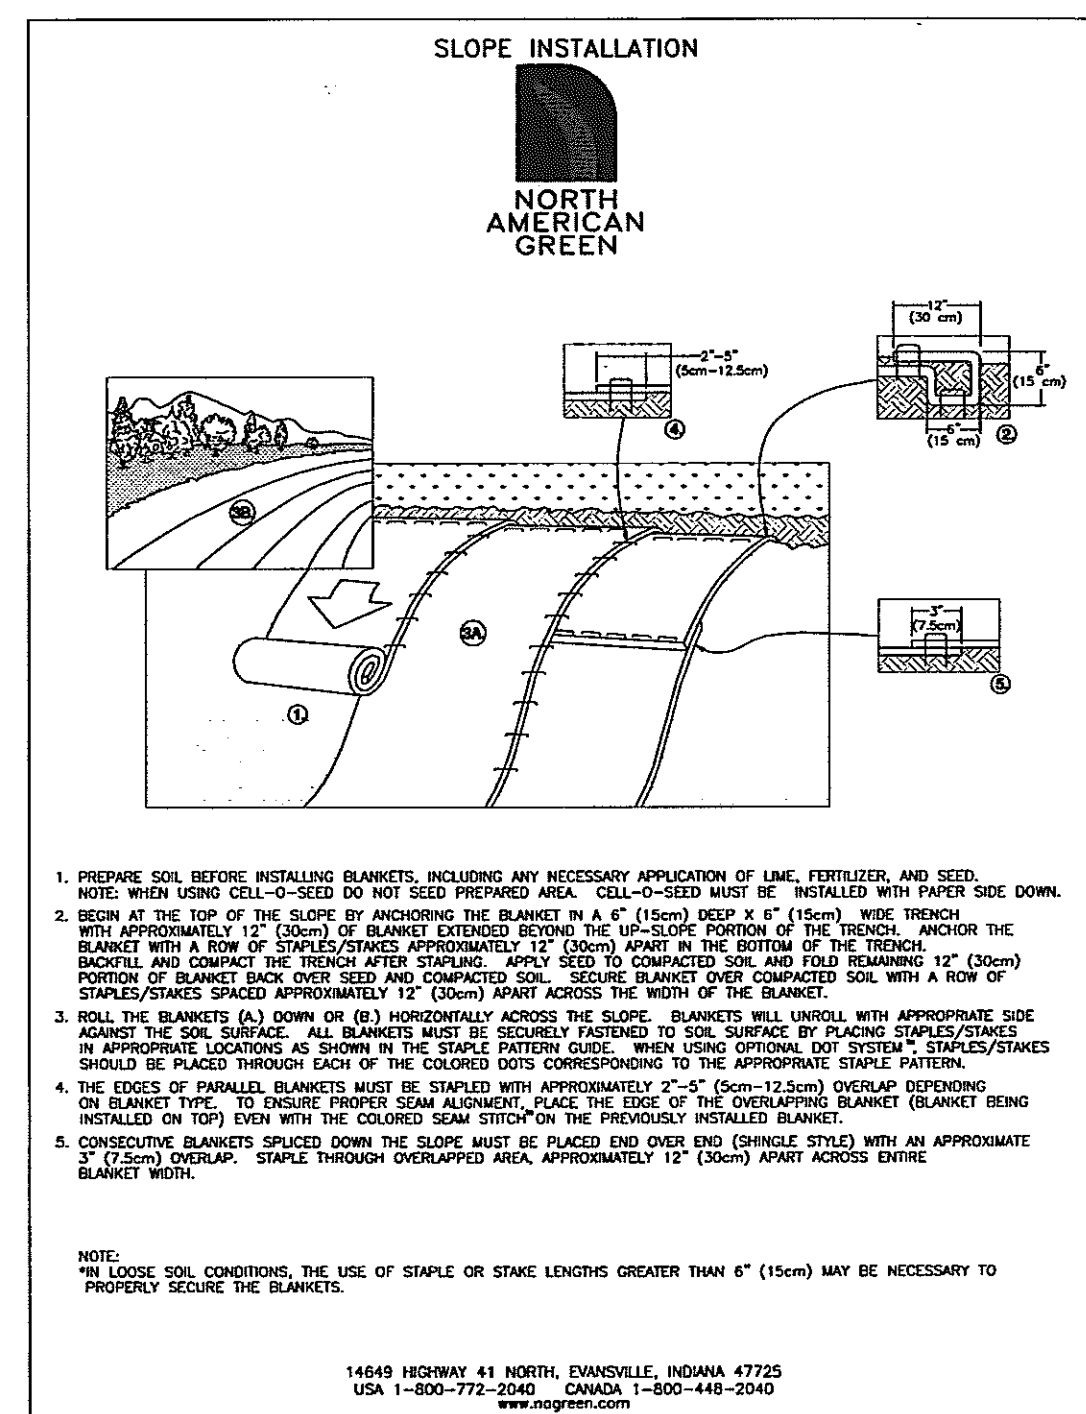 SLOPE INSTALLATION
NORTH
AMERICAN
GREEN
12"
(30 cm)
2"-5"
(5cm-12.5cm)
6"
(15 cm)
6"
(15 cm)
4.
2
3B.
3"
(7.5cm)
3A.
5.
1.
1. PREPARE SOIL BEFORE INSTALLING BLANKETS, INCLUDING ANY NECESSARY APPLICATION OF LIME, FERTILIZER, AND SEED.
NOTE: WHEN USING CELL-O-SEED DO NOT SEED PREPARED AREA. CELL-O-SEED MUST BE INSTALLED WITH PAPER SIDE DOWN.
2. BEGIN AT THE TOP OF THE SLOPE BY ANCHORING THE BLANKET IN A 6" (15cm) DEEP X 6" (15cm) WIDE TRENCH
WITH APPROXIMATELY 12" (30cm) OF BLANKET EXTENDED BEYOND THE UP-SLOPE PORTION OF THE TRENCH. ANCHOR THE
BLANKET WITH A ROW OF STAPLES/STAKES APPROXIMATELY 12" (30cm) APART IN THE BOTTOM OF THE TRENCH.
BACKFILL AND COMPACT THE TRENCH AFTER STAPLING. APPLY SEED TO COMPACTED SOIL AND FOLD REMAINING 12" (30cm)
PORTION OF BLANKET BACK OVER SEED AND COMPACTED SOIL. SECURE BLANKET OVER COMPACTED SOIL WITH A ROW OF
STAPLES/STAKES SPACED APPROXIMATELY 12" (30cm) APART ACROSS THE WIDTH OF THE BLANKET.
3. ROLL THE BLANKETS (A.) DOWN OR (B.) HORIZONTALLY ACROSS THE SLOPE. BLANKETS WILL UNROLL WITH APPROPRIATE SIDE
AGAINST THE SOIL SURFACE. ALL BLANKETS MUST BE SECURELY FASTENED TO SOIL SURFACE BY PLACING STAPLES/STAKES
IN APPROPRIATE LOCATIONS AS SHOWN IN THE STAPLE PATTERN GUIDE. WHEN USING OPTIONAL DOT SYSTEM™, STAPLES/STAKES
SHOULD BE PLACED THROUGH EACH OF THE COLORED DOTS CORRESPONDING TO THE APPROPRIATE STAPLE PATTERN.
4. THE EDGES OF PARALLEL BLANKETS MUST BE STAPLED WITH APPROXIMATELY 2"-5" (5cm-12.5cm) OVERLAP DEPENDING
ON BLANKET TYPE. TO ENSURE PROPER SEAM ALIGNMENT, PLACE THE EDGE OF THE OVERLAPPING BLANKET (BLANKET BEING
INSTALLED ON TOP) EVEN WITH THE COLORED SEAM STITCH™ ON THE PREVIOUSLY INSTALLED BLANKET.
5. CONSECUTIVE BLANKETS SPLICED DOWN THE SLOPE MUST BE PLACED END OVER END (SHINGLE STYLE) WITH AN APPROXIMATE
3" (7.5cm) OVERLAP. STAPLE THROUGH OVERLAPPED AREA, APPROXIMATELY 12" (30cm) APART ACROSS ENTIRE
BLANKET WIDTH.
NOTE:
*IN LOOSE SOIL CONDITIONS, THE USE OF STAPLE OR STAKE LENGTHS GREATER THAN 6" (15cm) MAY BE NECESSARY TO
PROPERLY SECURE THE BLANKETS.
14649 HIGHWAY 41 NORTH, EVANSVILLE, INDIANA 47725
USA 1-800-772-2040 CANADA 1-800-448-2040
www.nagreen.com